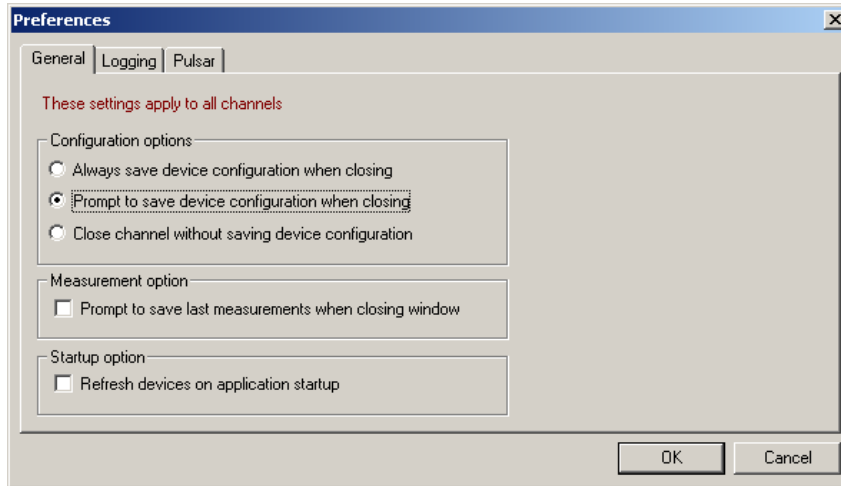 Preferences
General Logging Pulsar
These settings apply to all channels
Configuration options
Always save device configuration when closing
Prompt to save device configuration when closing
Close channel without saving device configuration
Measurement option
Prompt to save last measurements when closing window
Startup option
Refresh devices on application startup
OK Cancel